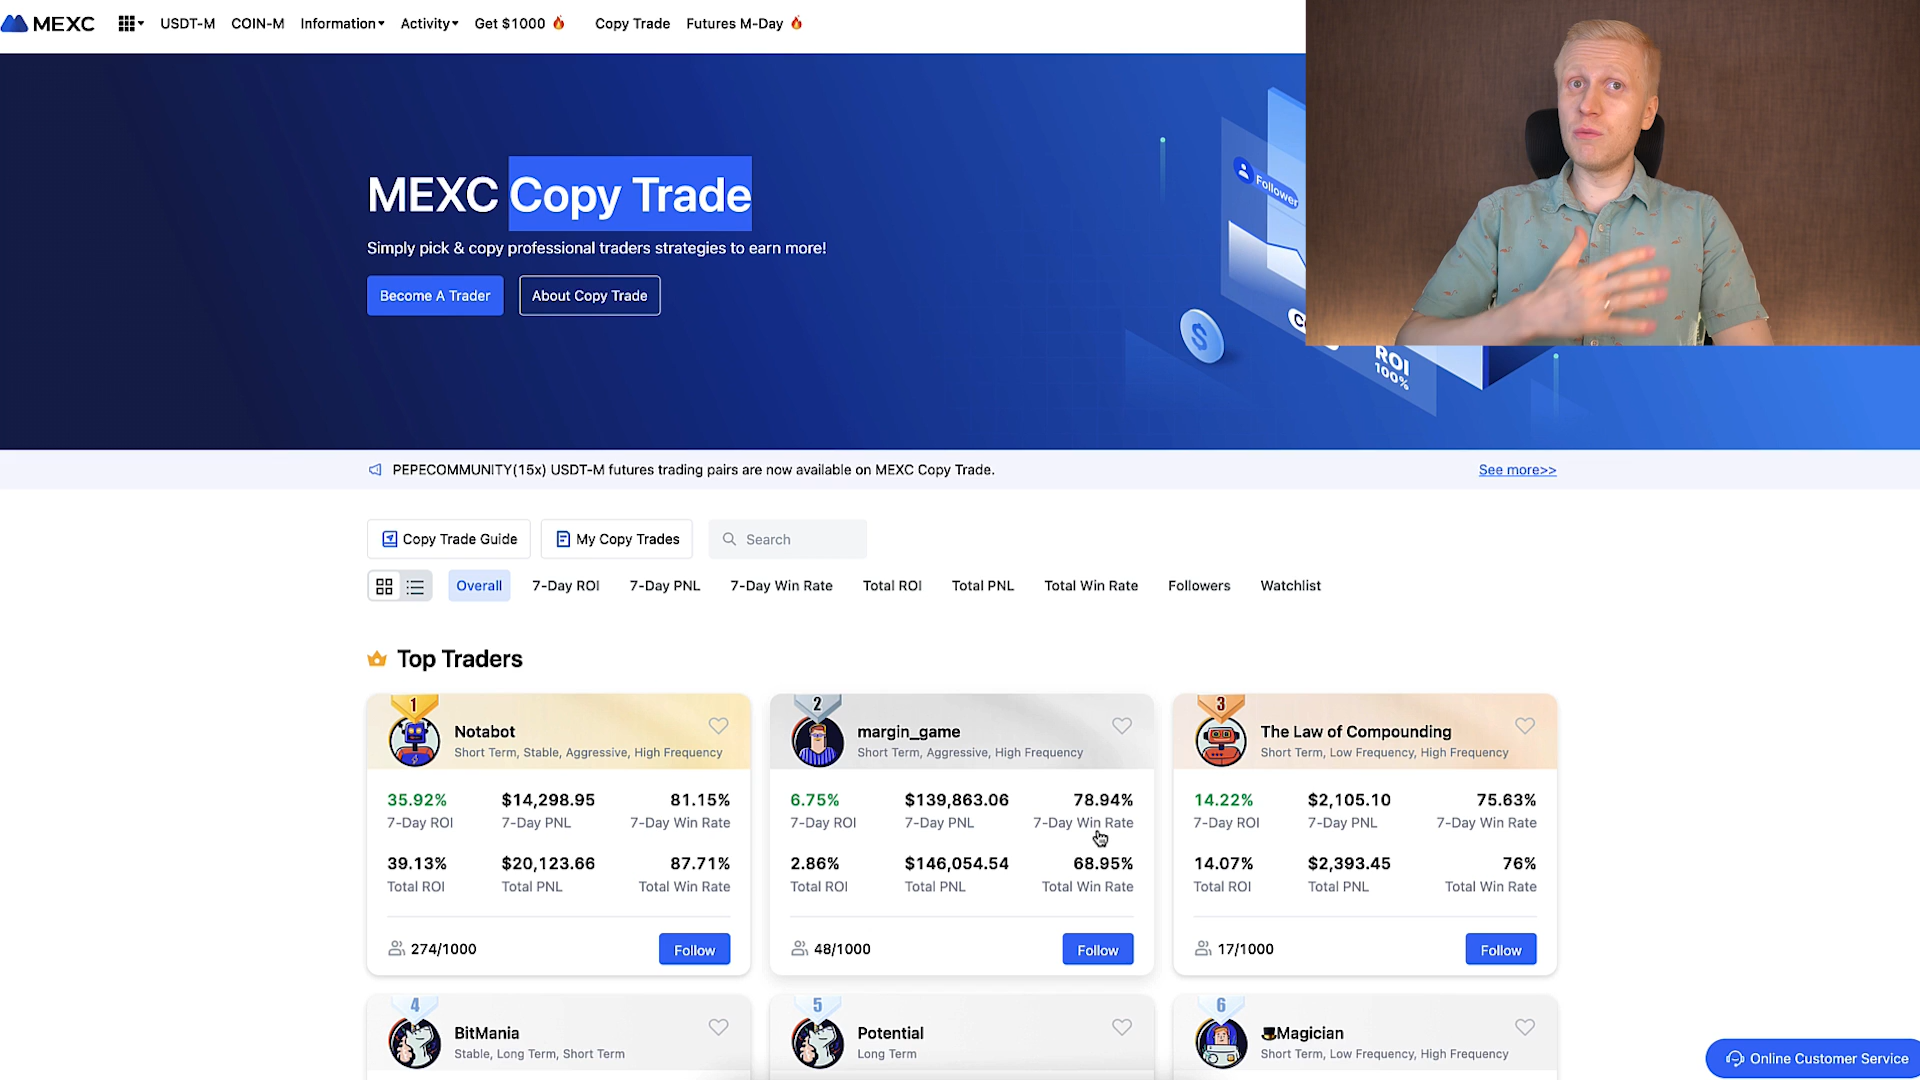 MEXC USDT-M COIN-M Information Activity Get $1000 Copy Trade Futures M-Day
MEXC Copy Trade
Simply pick & copy professional traders strategies to earn more!
Become A Trader About Copy Trade
Follower
$
ROI
100%
PEPECOMMUNITY(15x) USDT-M futures trading pairs are now available on MEXC Copy Trade. See more>>
Copy Trade Guide My Copy Trades Search
Overall 7-Day ROI 7-Day PNL 7-Day Win Rate Total ROI Total PNL Total Win Rate Followers Watchlist
Top Traders
1
Notabot
Short Term, Stable, Aggressive, High Frequency
35.92% $14,298.95 81.15%
7-Day ROI 7-Day PNL 7-Day Win Rate
39.13% $20,123.66 87.71%
Total ROI Total PNL Total Win Rate
274/1000 Follow
2
margin_game
Short Term, Aggressive, High Frequency
6.75% $139,863.06 78.94%
7-Day ROI 7-Day PNL 7-Day Win Rate
2.86% $146,054.54 68.95%
Total ROI Total PNL Total Win Rate
48/1000 Follow
3
The Law of Compounding
Short Term, Low Frequency, High Frequency
14.22% $2,105.10 75.63%
7-Day ROI 7-Day PNL 7-Day Win Rate
14.07% $2,393.45 76%
Total ROI Total PNL Total Win Rate
17/1000 Follow
4
BitMania
Stable, Long Term, Short Term
5
Potential
Long Term
6
Magician
Short Term, Low Frequency, High Frequency
Online Customer Service